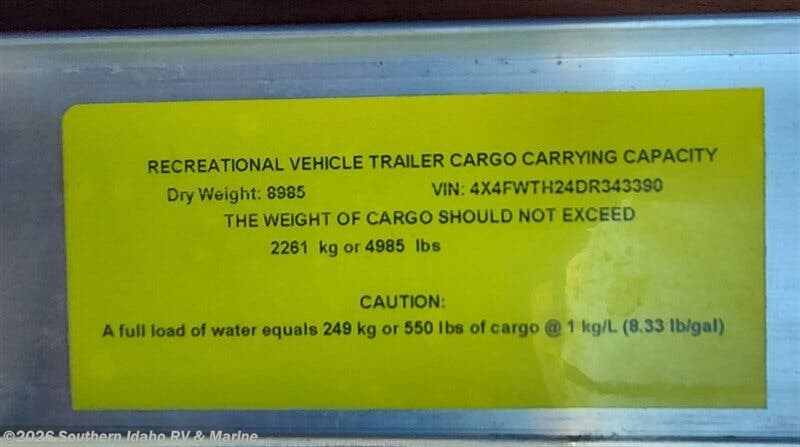 RECREATIONAL VEHICLE TRAILER CARGO CARRYING CAPACITY
Dry Weight: 8985 VIN: 4X4FWTH24DR343390
THE WEIGHT OF CARGO SHOULD NOT EXCEED
2261 kg or 4985 lbs
CAUTION:
A full load of water equals 249 kg or 550 lbs of cargo @ 1 kg/L (8.33 lb/gal)
©2026 Southern Idaho RV & Marine